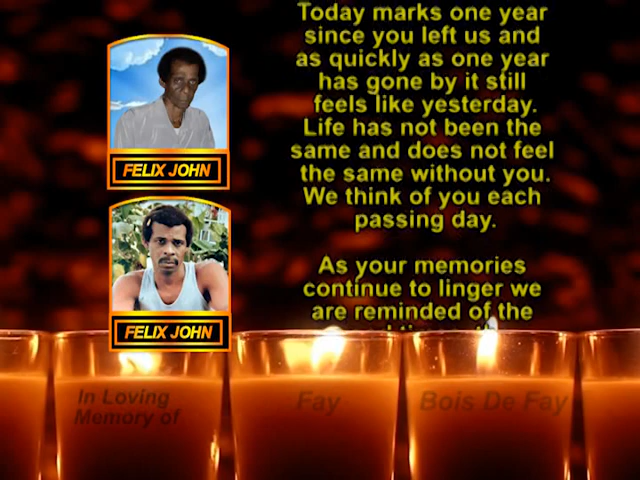 Today marks one year
since you left us and
as quickly as one year
has gone by it still
feels like yesterday.
Life has not been the
same and does not feel
the same without you.
We think of you each
passing day.
As your memories
continue to linger we
are reminded of the
FELIX JOHN
FELIX JOHN
In Loving
Memory of
Fay
Bois De Fay